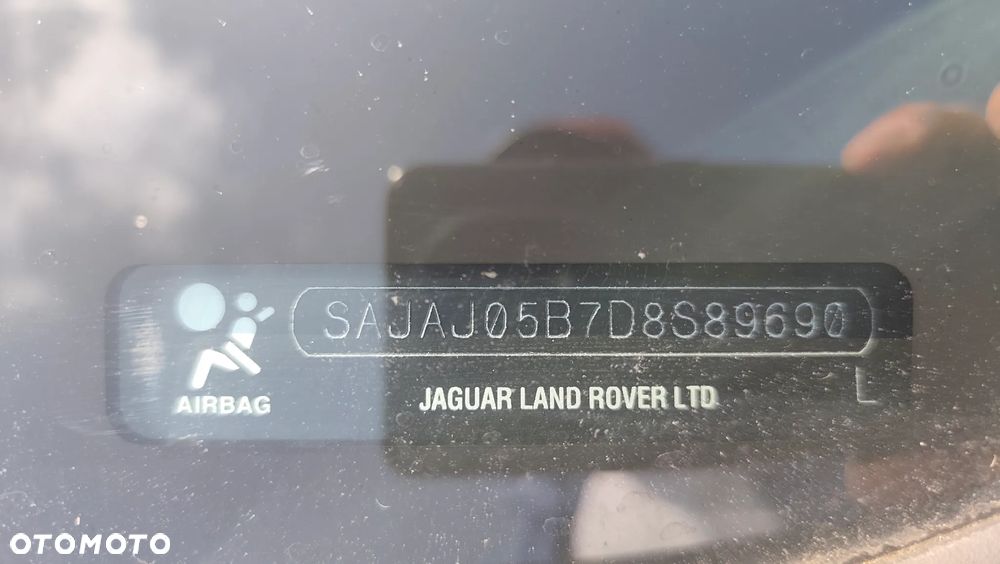 SAJAJ05B7D8S89690
AIRBAG
JAGUAR LAND ROVER LTD
L
OTOMOTO